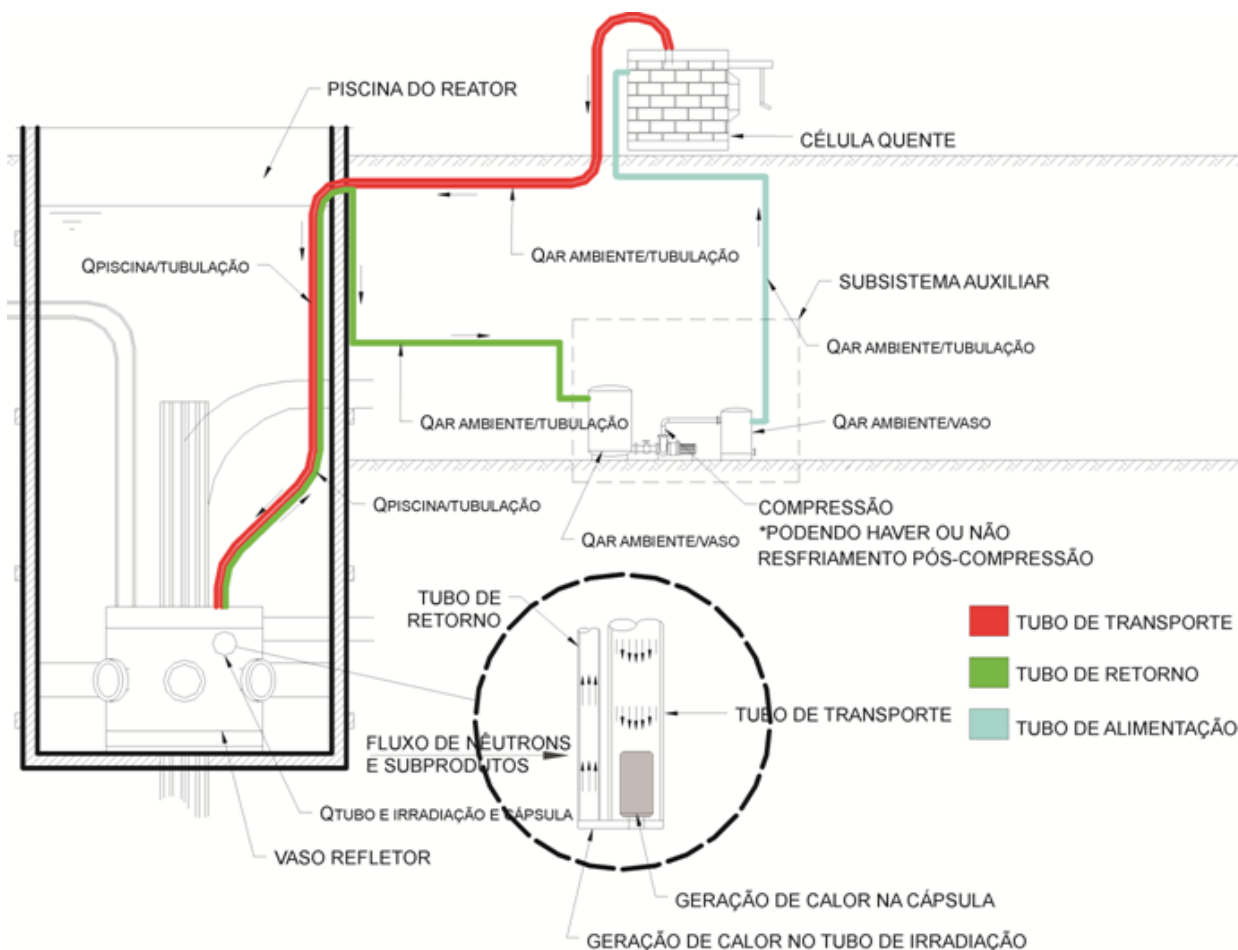 PISCINA DO REATOR
CÉLULA QUENTE
QAR AMBIENTE/TUBULAÇÃO
QPISCINA/TUBULAÇÃO
SUBSISTEMA AUXILIAR
QAR AMBIENTE/TUBULAÇÃO
QAR AMBIENTE/TUBULAÇÃO
QAR AMBIENTE/VASO
QPISCINA/TUBULAÇÃO
QAR AMBIENTE/VASO
COMPRESSÃO
*PODENDO HAVER OU NÃO
RESFRIAMENTO PÓS-COMPRESSÃO
TUBO DE
RETORNO
TUBO DE TRANSPORTE
TUBO DE RETORNO
TUBO DE ALIMENTAÇÃO
TUBO DE TRANSPORTE
FLUXO DE NÊUTRONS
E SUBPRODUTOS
QTUBO E IRRADIAÇÃO E CÁPSULA
VASO REFLETOR
GERAÇÃO DE CALOR NA CÁPSULA
GERAÇÃO DE CALOR NO TUBO DE IRRADIAÇÃO